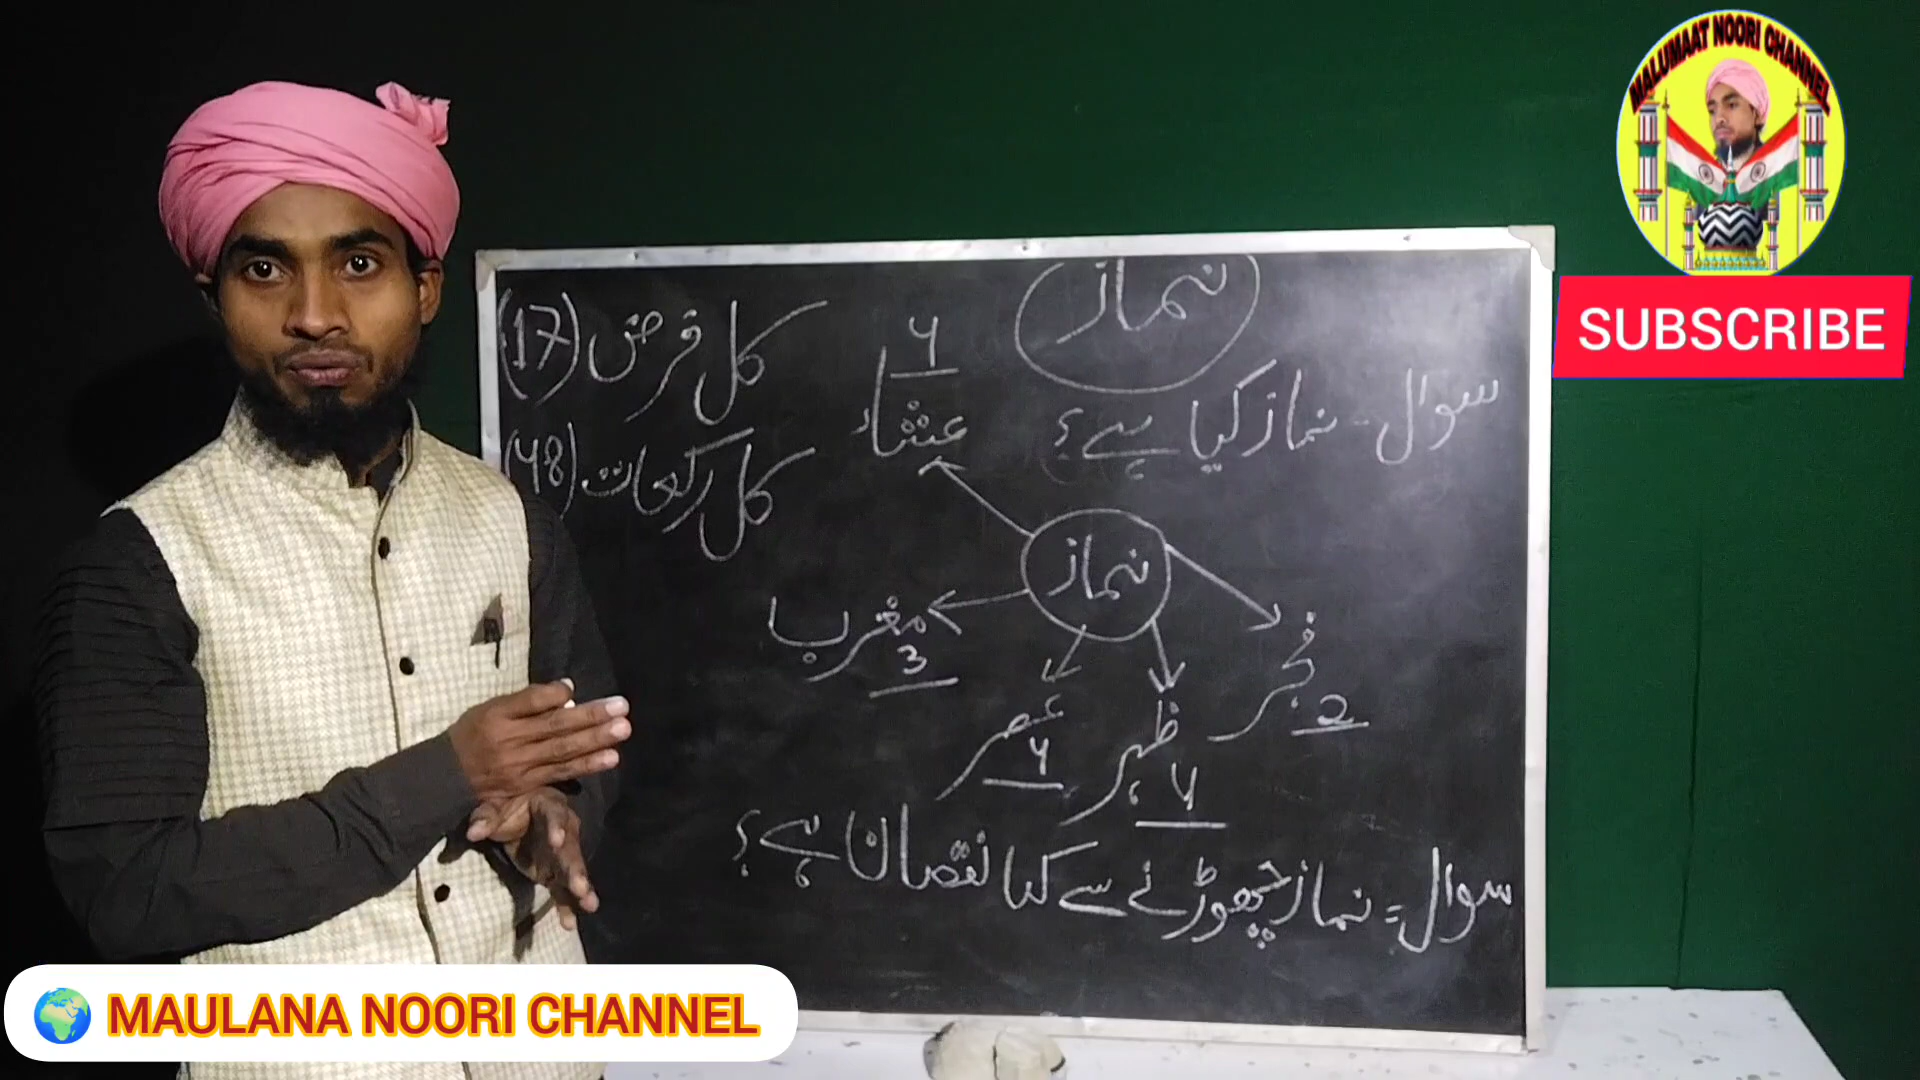 نماز
سوال - نماز کیا ہے؟
کل فرض (17)
کل رکعات (48)
نماز
عشاء
4
مغرب
3
عصر
4
ظہر
4
فجر
2
سوال = نماز چھوڑنے سے کیا نقصان ہے؟
MALUMAAT NOORI CHANNEL
SUBSCRIBE
MAULANA NOORI CHANNEL